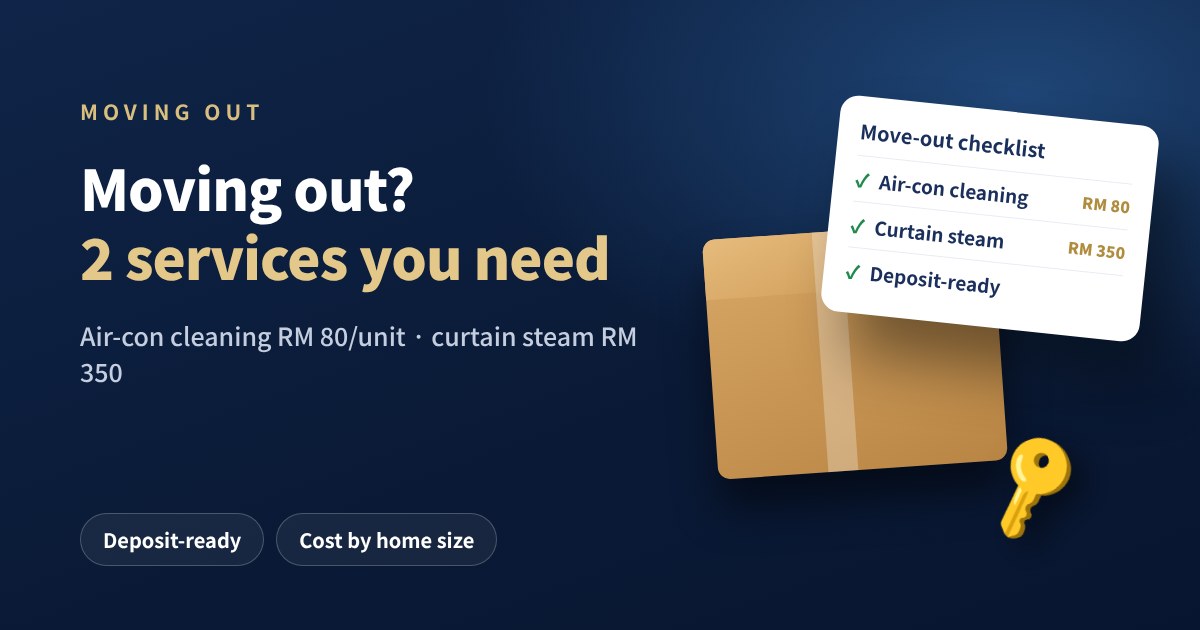 MOVING OUT
Moving out?
2 services you need
Air-con cleaning RM 80/unit · curtain steam RM
350
Deposit-ready
Cost by home size
Move-out checklist
✓ Air-con cleaning RM 80
✓ Curtain steam RM 350
✓ Deposit-ready